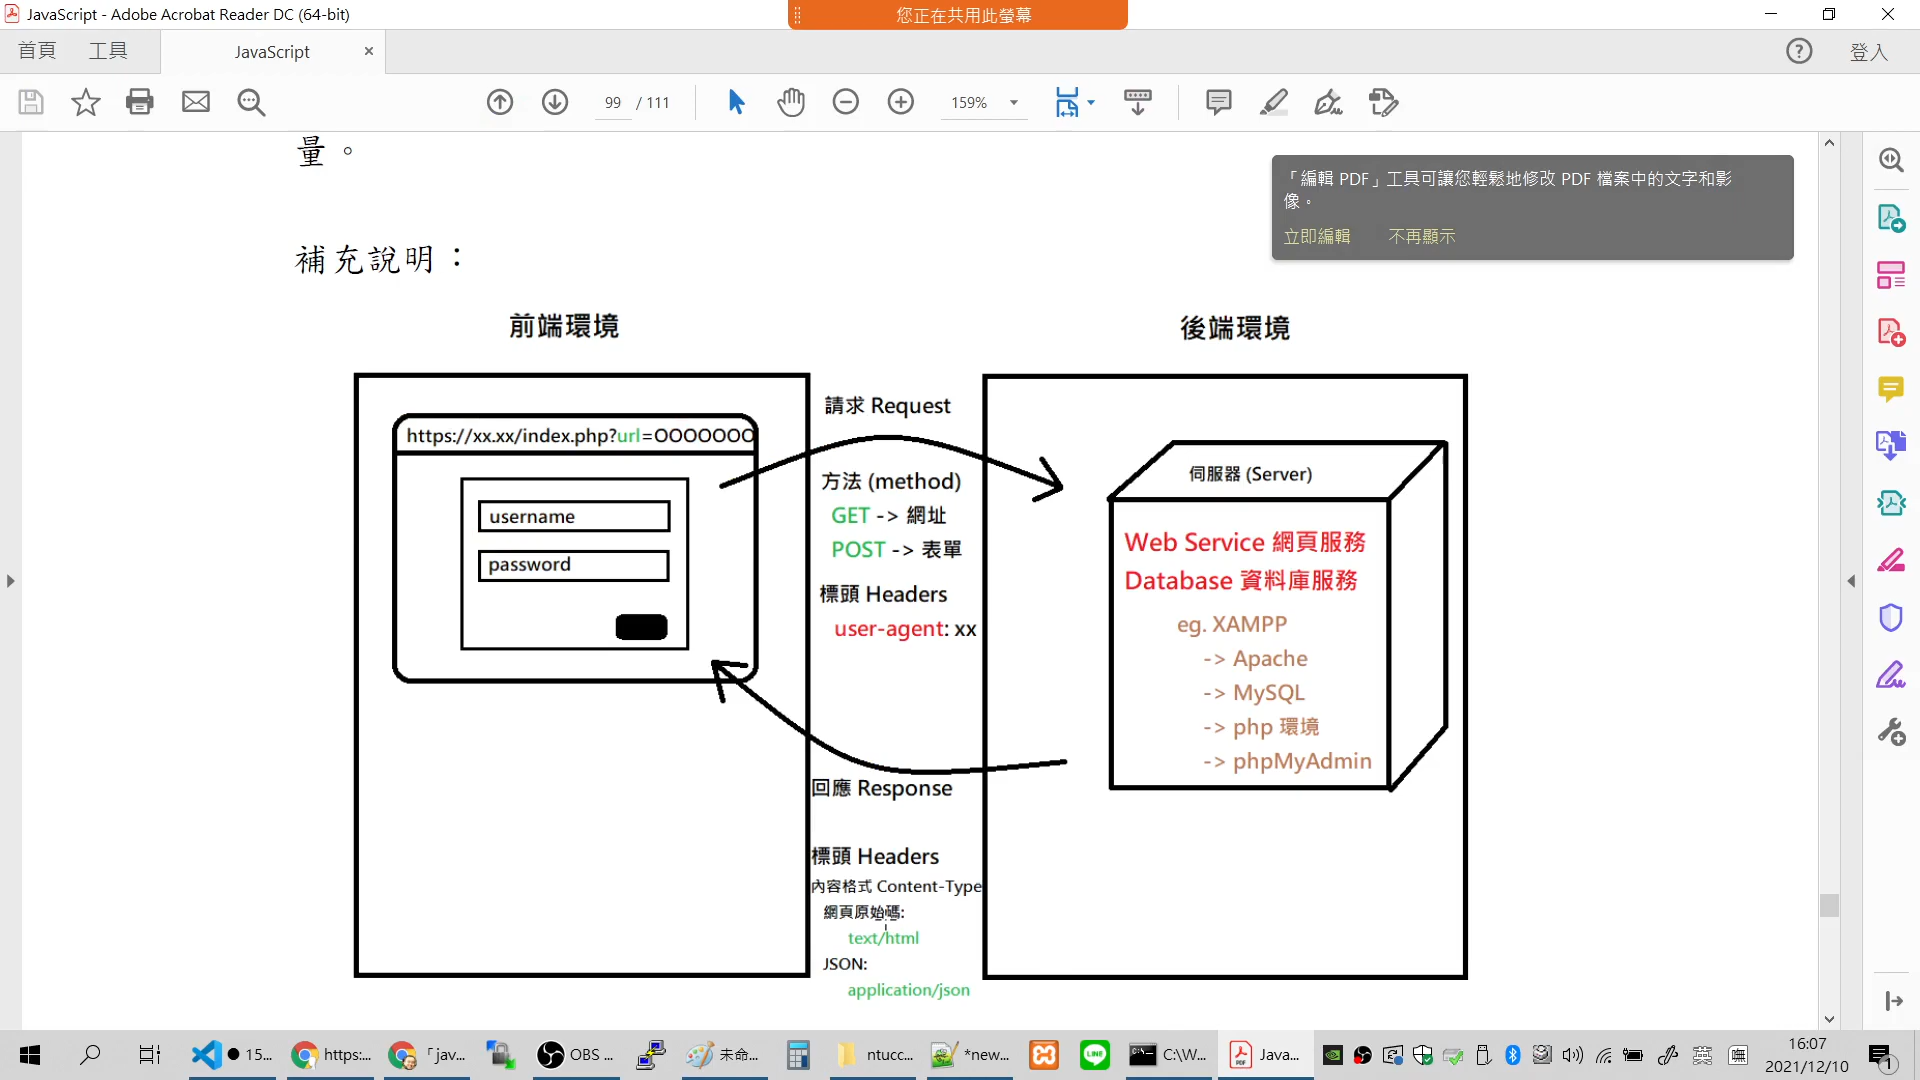 JavaScript - Adobe Acrobat Reader DC (64-bit)
您正在共用此螢幕
首頁
工具
JavaScript
登入
99 / 111
159%
量。
「編輯 PDF」工具可讓您輕鬆地修改 PDF 檔案中的文字和影像。
立即編輯
不再顯示
補充說明：
前端環境
後端環境
https://xx.xx/index.php?url=OOOOOOO
username
password
請求 Request
方法 (method)
GET -> 網址
POST -> 表單
標頭 Headers
user-agent: xx
回應 Response
標頭 Headers
內容格式 Content-Type
網頁原始碼:
text/html
JSON:
application/json
伺服器 (Server)
Web Service 網頁服務
Database 資料庫服務
eg. XAMPP
-> Apache
-> MySQL
-> php 環境
-> phpMyAdmin
● 15...
https:...
「jav...
OBS ...
未命...
ntucc...
*new...
LINE
C:\W...
Java...
英
16:07
2021/12/10
1